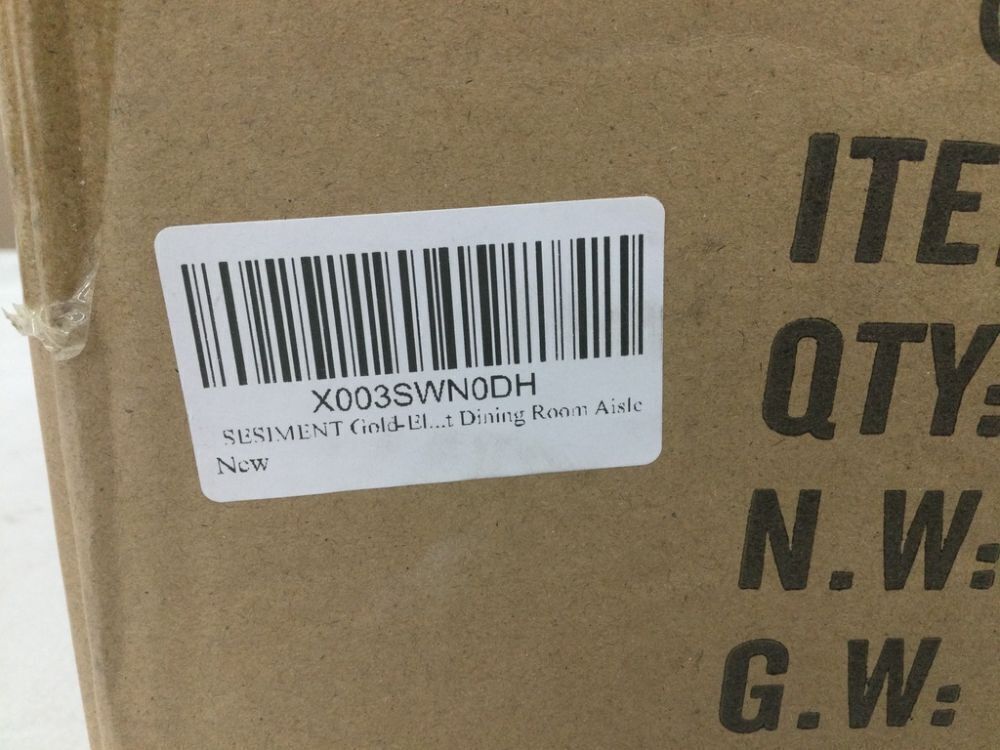 X003SWN0DH
SESIMENT Gold-El...t Dining Room Aisle
New
ITE
QTY:
N.W:
G.W: